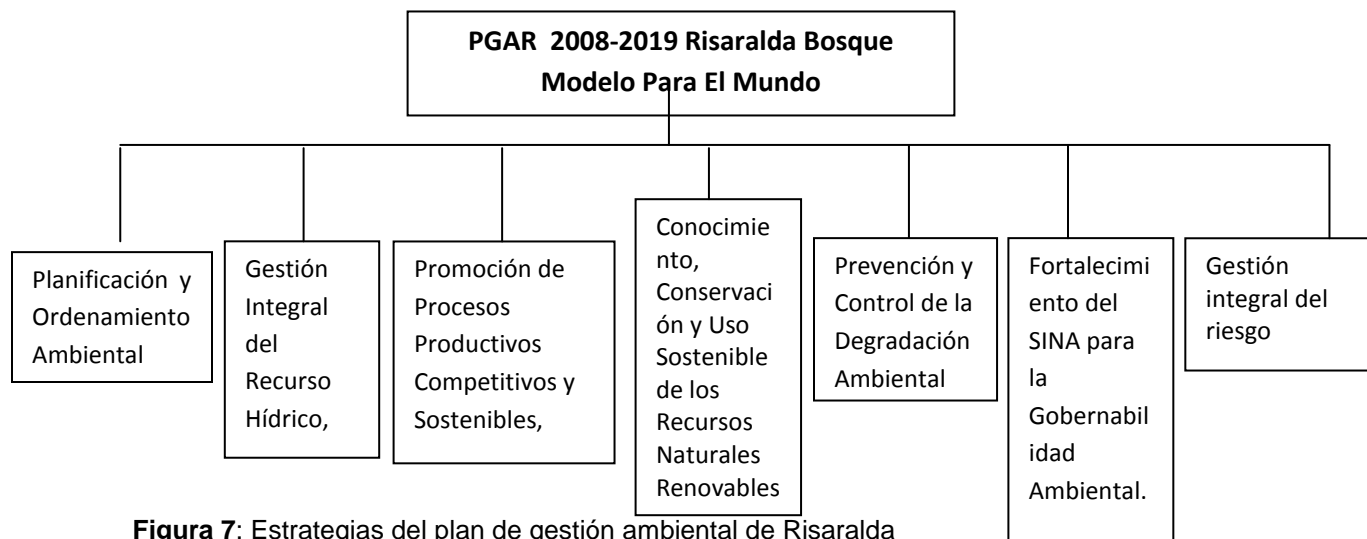 PGAR 2008-2019 Risaralda Bosque
Modelo Para El Mundo
Planificación y
Ordenamiento
Ambiental
Gestión
Integral
del
Recurso
Hídrico,
Promoción de
Procesos
Productivos
Competitivos y
Sostenibles,
Conocimie
nto,
Conservaci
ón y Uso
Sostenible
de los
Recursos
Naturales
Renovables
Prevención y
Control de la
Degradación
Ambiental
Fortalecimi
ento del
SINA para
la
Gobernabil
idad
Ambiental.
Gestión
integral del
riesgo
Figura 7: Estrategias del plan de gestión ambiental de Risaralda